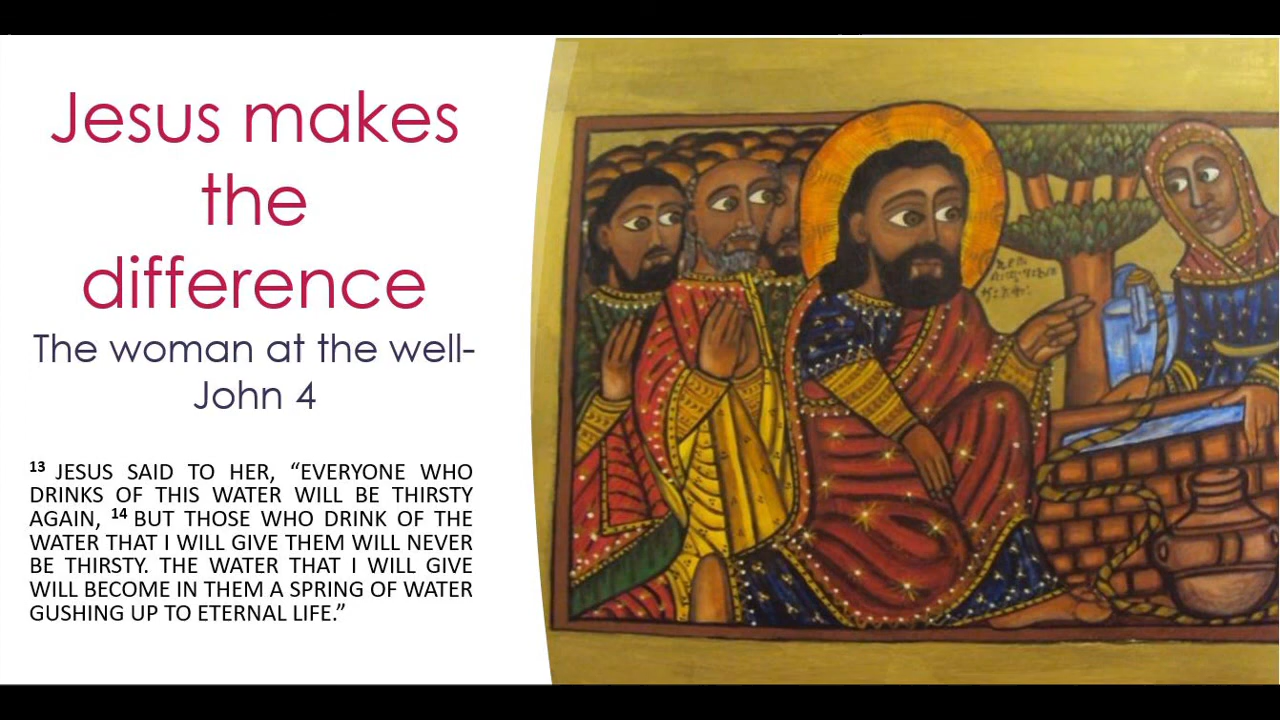 Jesus makes
the
difference
The woman at the well-
John 4
13 JESUS SAID TO HER, “EVERYONE WHO
DRINKS OF THIS WATER WILL BE THIRSTY
AGAIN, 14 BUT THOSE WHO DRINK OF THE
WATER THAT I WILL GIVE THEM WILL NEVER
BE THIRSTY. THE WATER THAT I WILL GIVE
WILL BECOME IN THEM A SPRING OF WATER
GUSHING UP TO ETERNAL LIFE.”